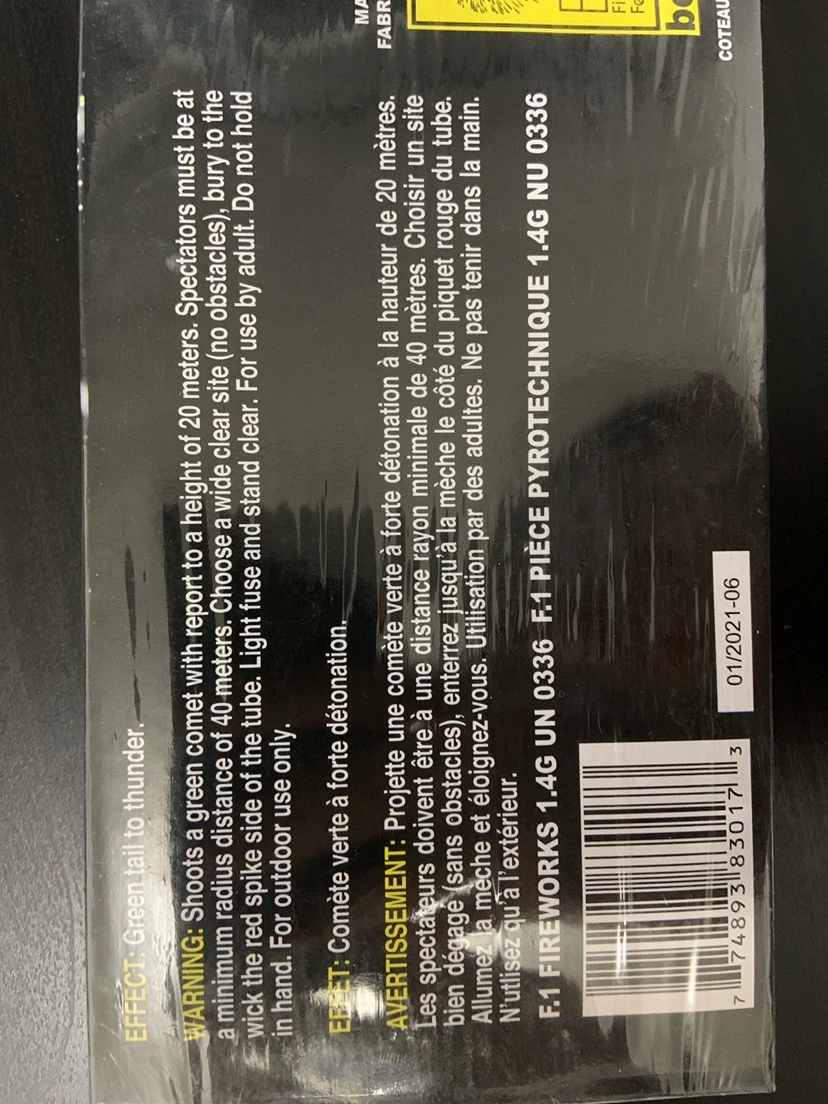 EFFECT: Green tail to thunder.
WARNING: Shoots a green comet with report to a height of 20 meters. Spectators must be at
a minimum radius distance of 40 meters. Choose a wide clear site (no obstacles), bury to the
wick the red spike side of the tube. Light fuse and stand clear. For use by adult. Do not hold
in hand. For outdoor use only.
EFFET: Comète verte à forte détonation.
AVERTISSEMENT: Projette une comète verte à forte détonation à la hauteur de 20 mètres.
Les spectateurs doivent être à une distance rayon minimale de 40 mètres. Choisir un site
bien dégagé (sans obstacles), enterrez jusqu'à la mèche le côté du piquet rouge du tube.
Allumez la mèche et éloignez-vous. Utilisation par des adultes. Ne pas tenir dans la main.
N'utlisez qu'à l'extérieur.
F.1 FIREWORKS 1.4G UN 0336 F.1 PIÈCE PYROTECHNIQUE 1.4G NU 0336
7 74893 83017 3
01/2021-06
COTEAU